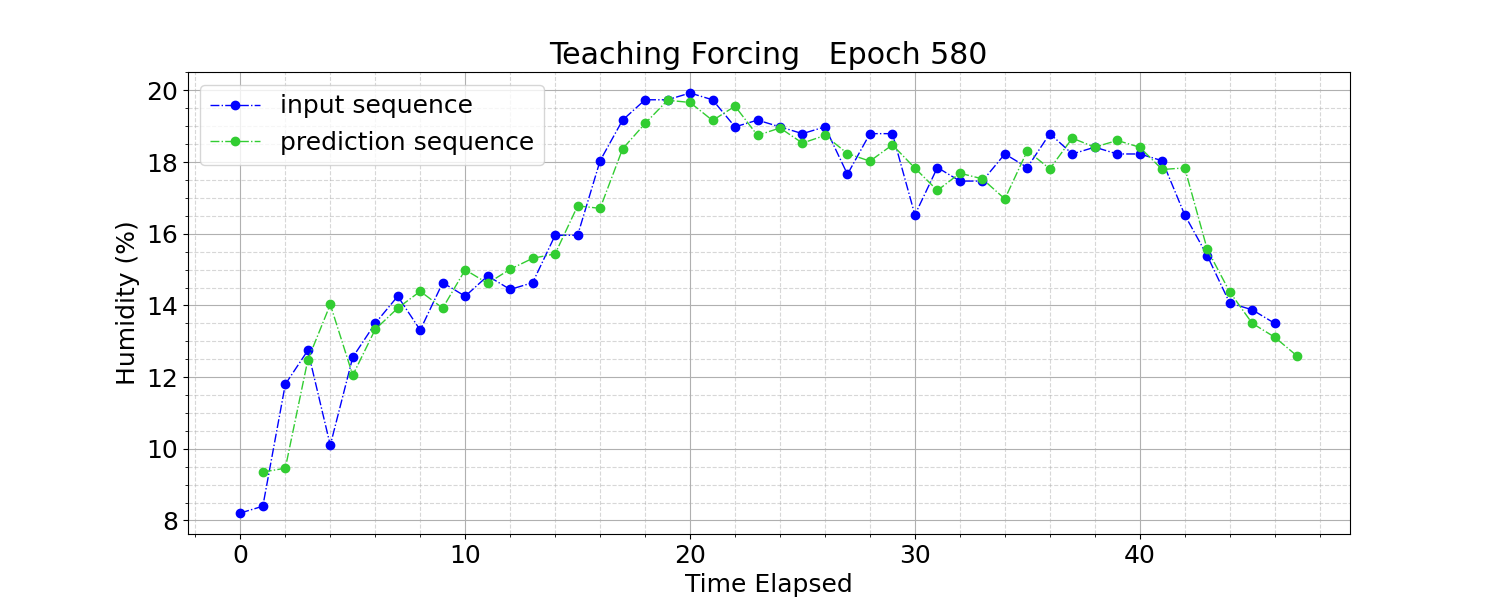 Teaching Forcing   Epoch 580
input sequence
prediction sequence
Humidity (%)
20
18
16
14
12
10
8
0 10 20 30 40
Time Elapsed